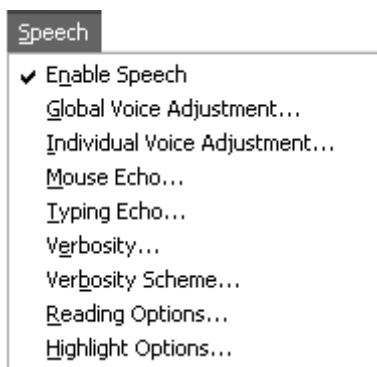 Speech
Enable Speech
Global Voice Adjustment...
Individual Voice Adjustment...
Mouse Echo...
Typing Echo...
Verbosity...
Verbosity Scheme...
Reading Options...
Highlight Options...